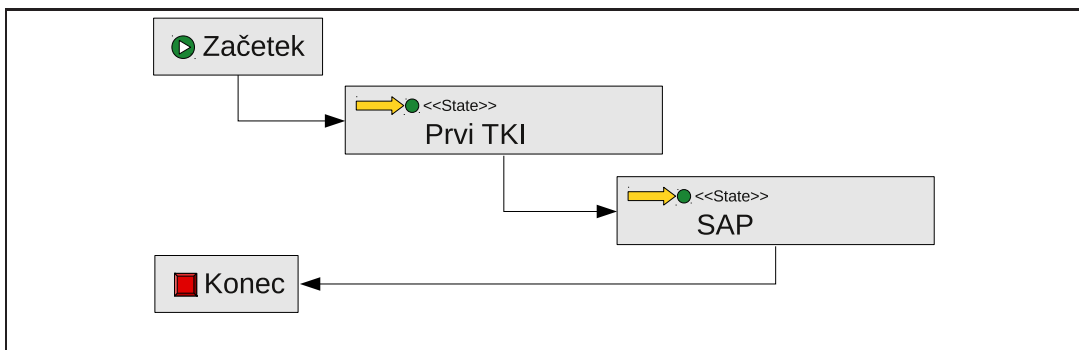 Začetek
<<State>>
Prvi TKI
<<State>>
SAP
Konec